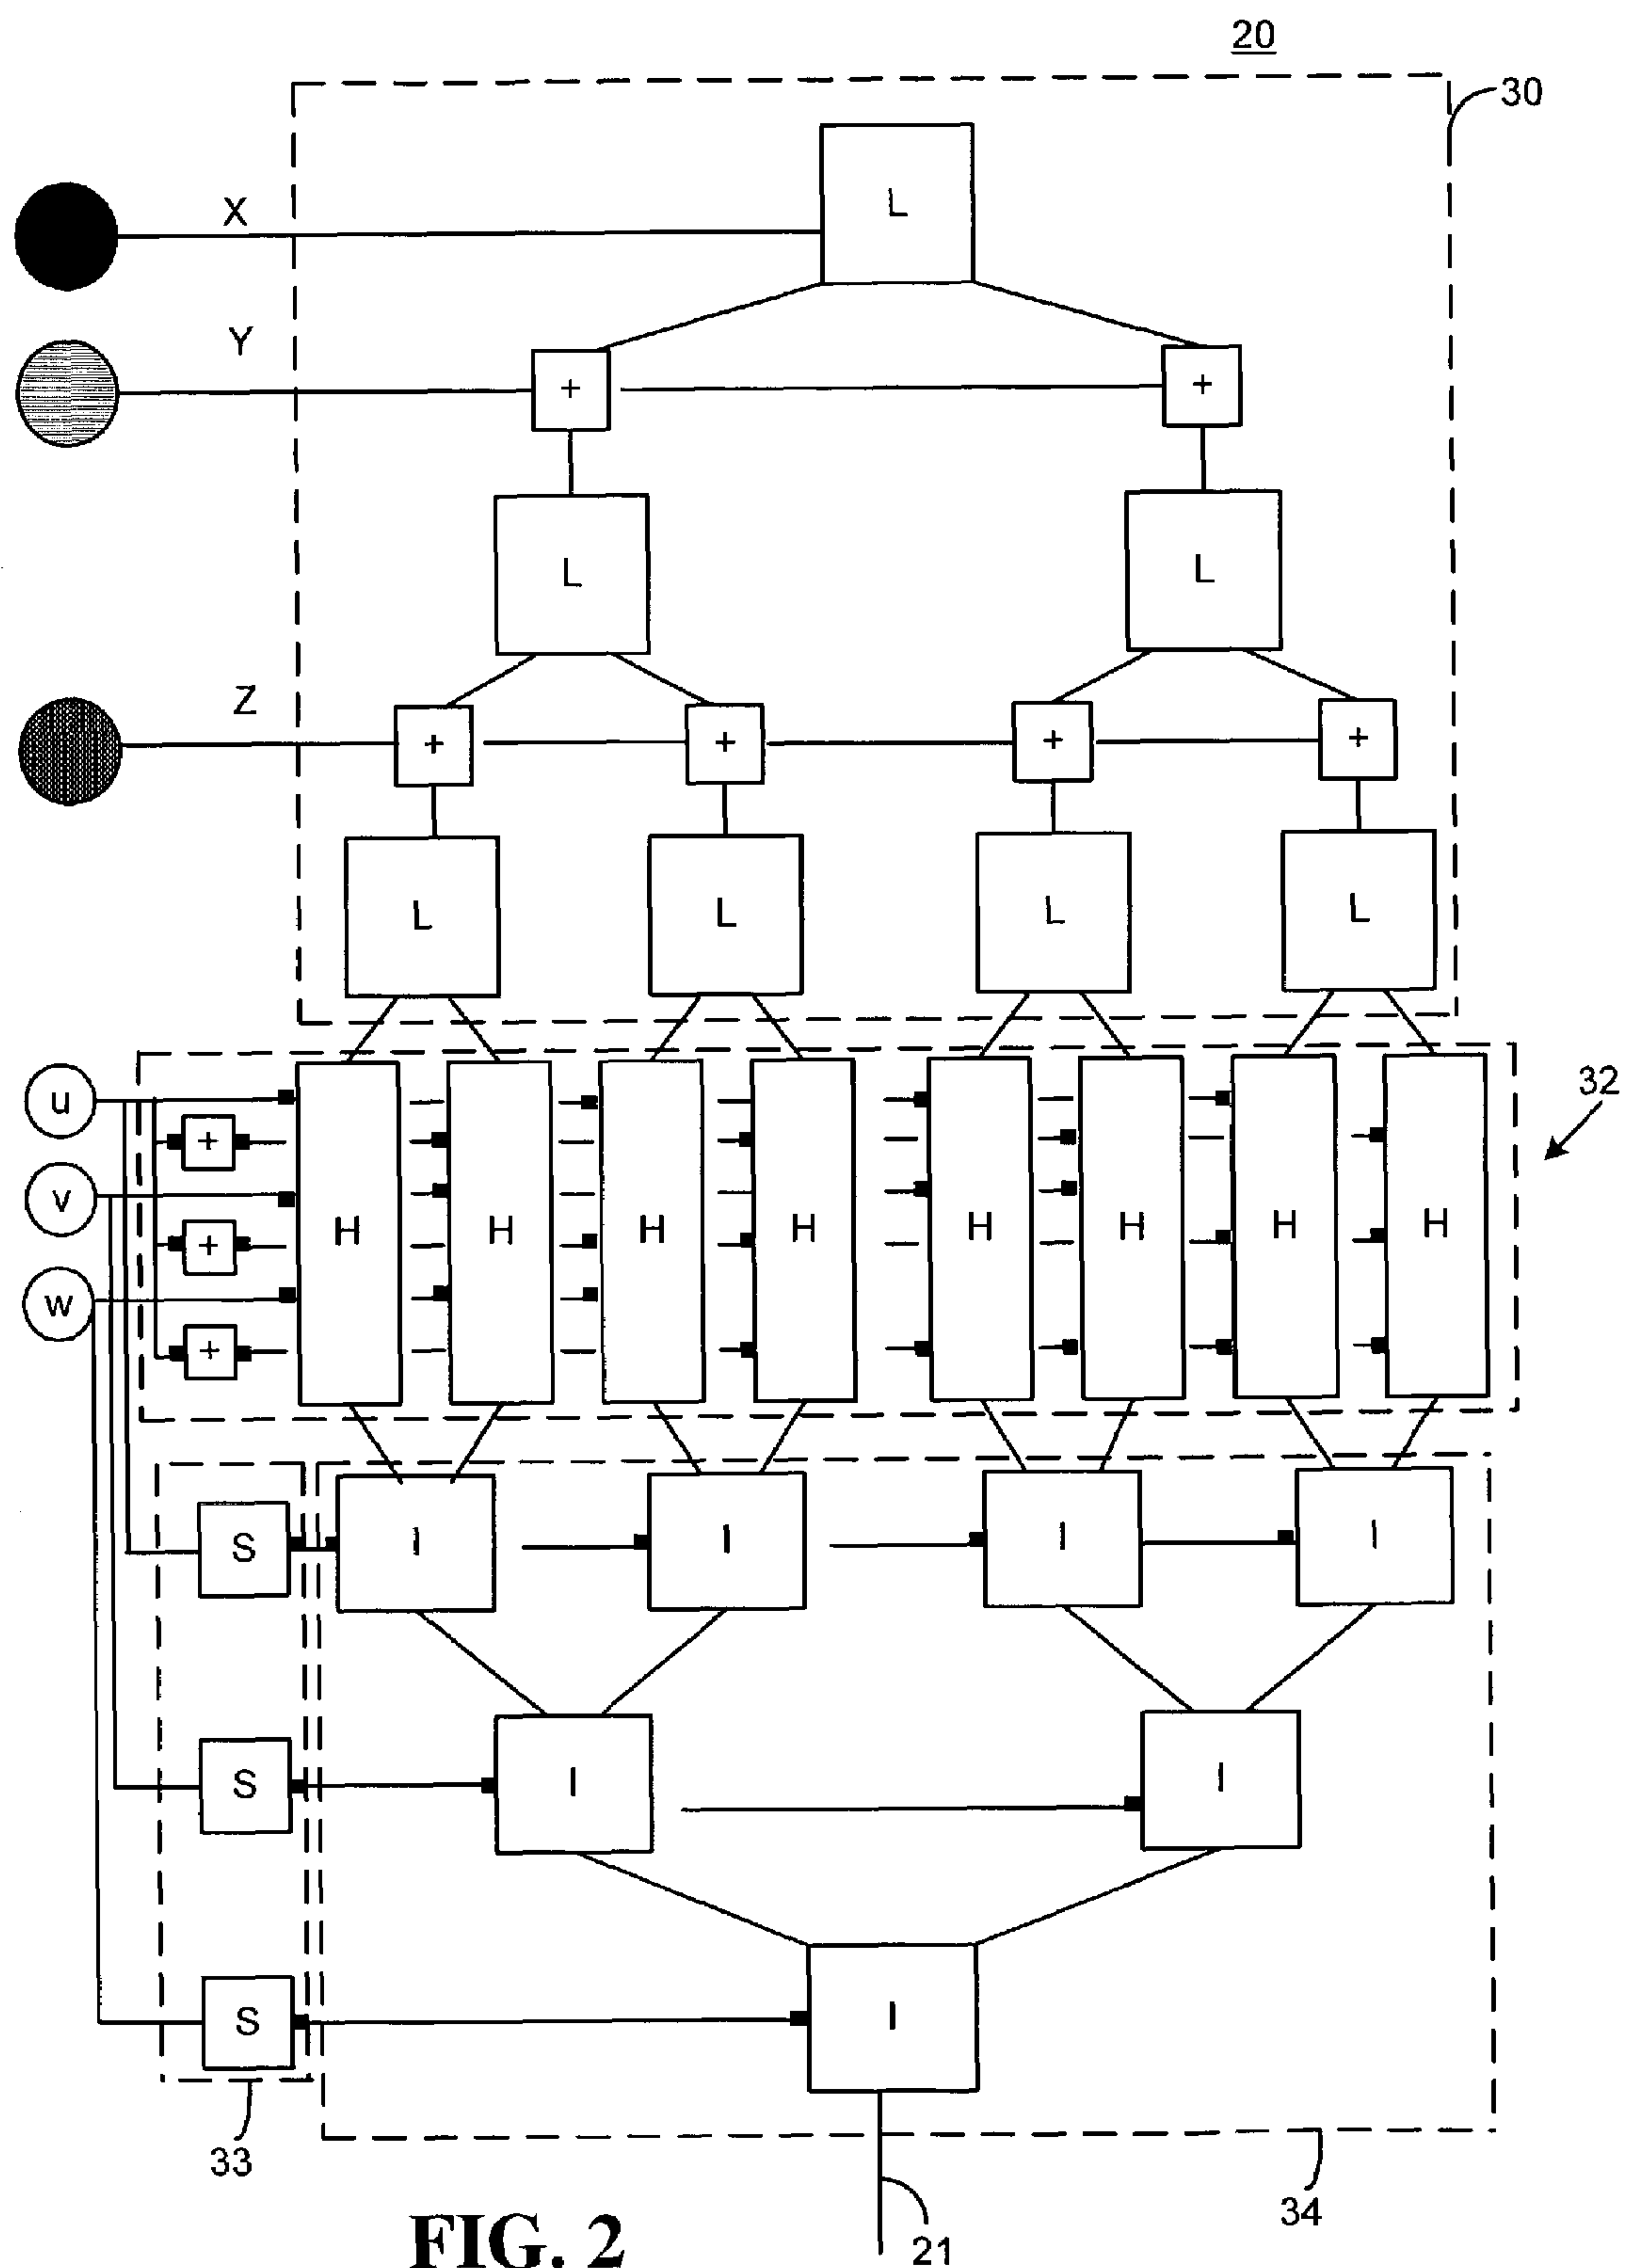 20
30
L
X
Y
+ +
L L
Z
+ + + +
L L L L
u
32
+
v
H H H H H H H H
+
w
+
S I I I I
S I I
S I
33
34
21
FIG. 2